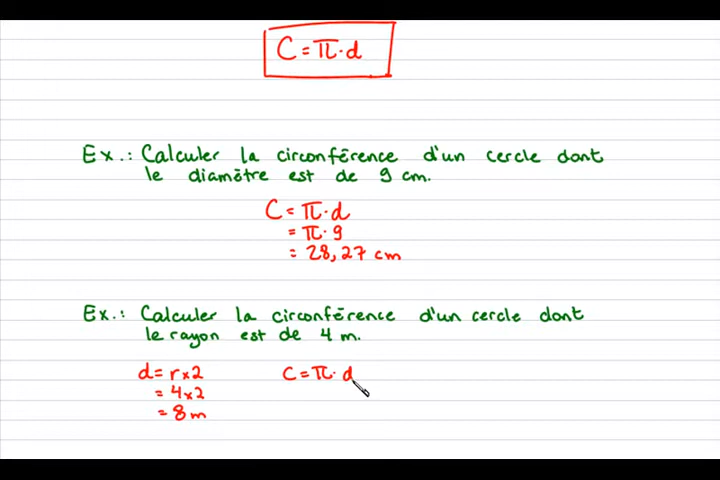 C = π · d
Ex.: Calculer la circonférence d'un cercle dont
le diamètre est de 9 cm.
C = π · d
= π · 9
= 28,27 cm
Ex.: Calculer la circonférence d'un cercle dont
le rayon est de 4 m.
d = r x 2 C = π · d
= 4 x 2
= 8 m